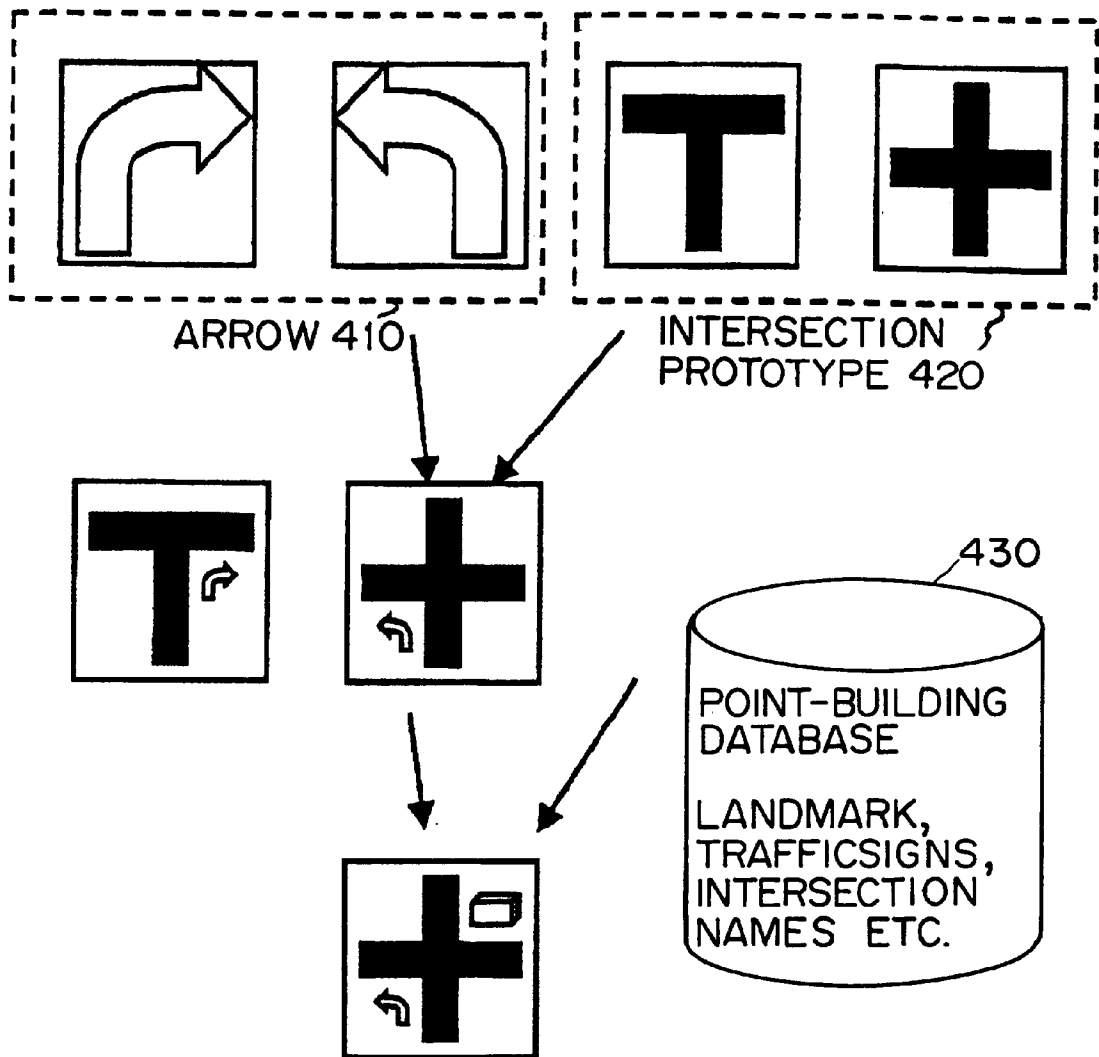 ARROW 410
INTERSECTION
PROTOTYPE 420
430
POINT-BUILDING
DATABASE
LANDMARK,
TRAFFICSIGNS,
INTERSECTION
NAMES ETC.